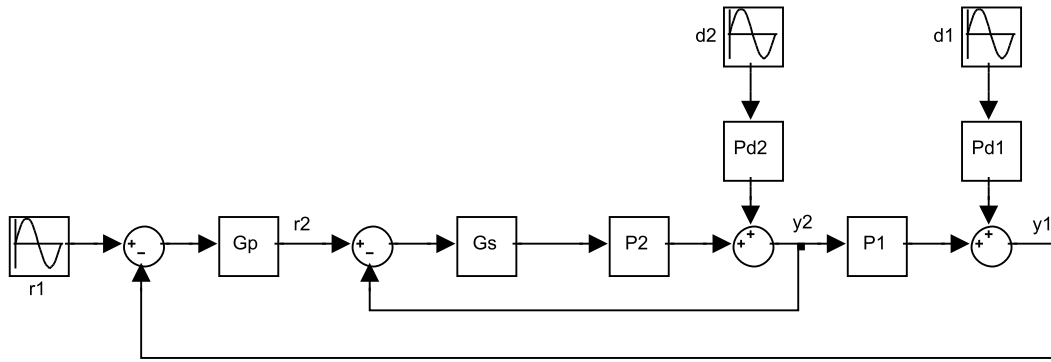 d2
d1
Pd2
Pd1
r2
y2
y1
+
−
Gp
+
−
Gs
P2
+
+
P1
+
+
r1